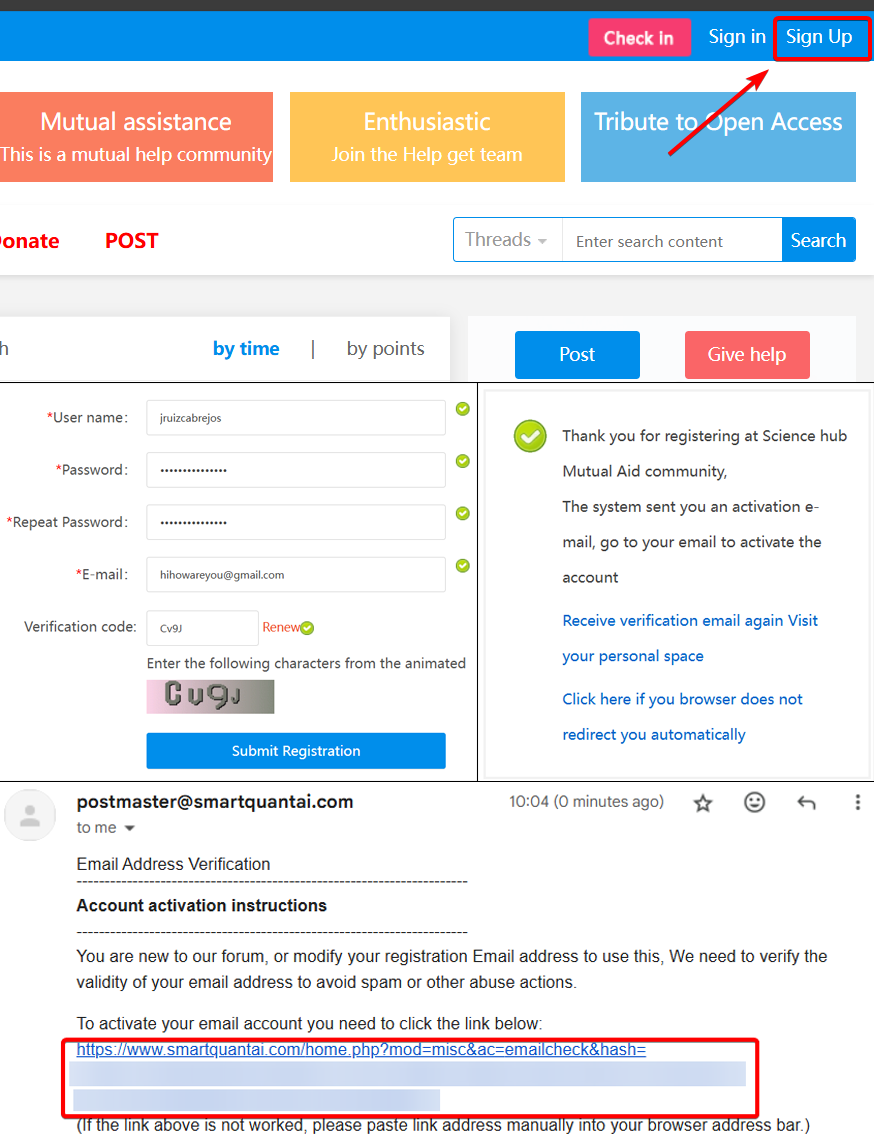 Check in Sign in Sign Up
Mutual assistance
This is a mutual help community
Enthusiastic
Join the Help get team
Tribute to Open Access
onate POST
Threads Enter search content Search
h by time | by points
Post Give help
*User name: jruizcabrejos
*Password: •••••••••••••••
*Repeat Password: •••••••••••••••
*E-mail: hihowareyou@gmail.com
Verification code: Cv9J Renew
Enter the following characters from the animated
Cv9J
Submit Registration
Thank you for registering at Science hub
Mutual Aid community,
The system sent you an activation e-
mail, go to your email to activate the
account
Receive verification email again Visit
your personal space
Click here if you browser does not
redirect you automatically
postmaster@smartquantai.com 10:04 (0 minutes ago)
to me
Email Address Verification
----------------------------------------------------------------------
Account activation instructions
----------------------------------------------------------------------
You are new to our forum, or modify your registration Email address to use this, We need to verify the
validity of your email address to avoid spam or other abuse actions.
To activate your email account you need to click the link below:
https://www.smartquantai.com/home.php?mod=misc&ac=emailcheck&hash=
(If the link above is not worked, please paste link address manually into your browser address bar.)